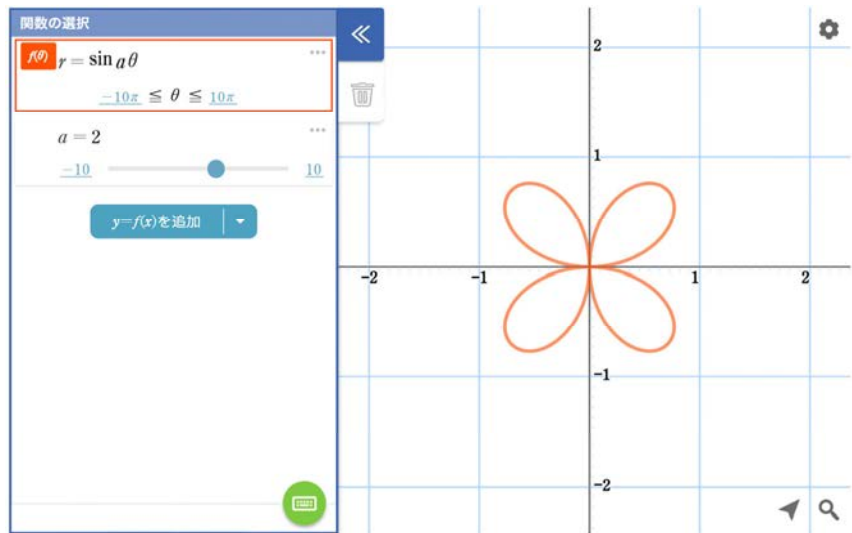 関数の選択
f(θ) r = sin aθ
−10π ≦ θ ≦ 10π
a = 2
−10 10
y=f(x)を追加
2
1
−2 −1 1 2
−1
−2